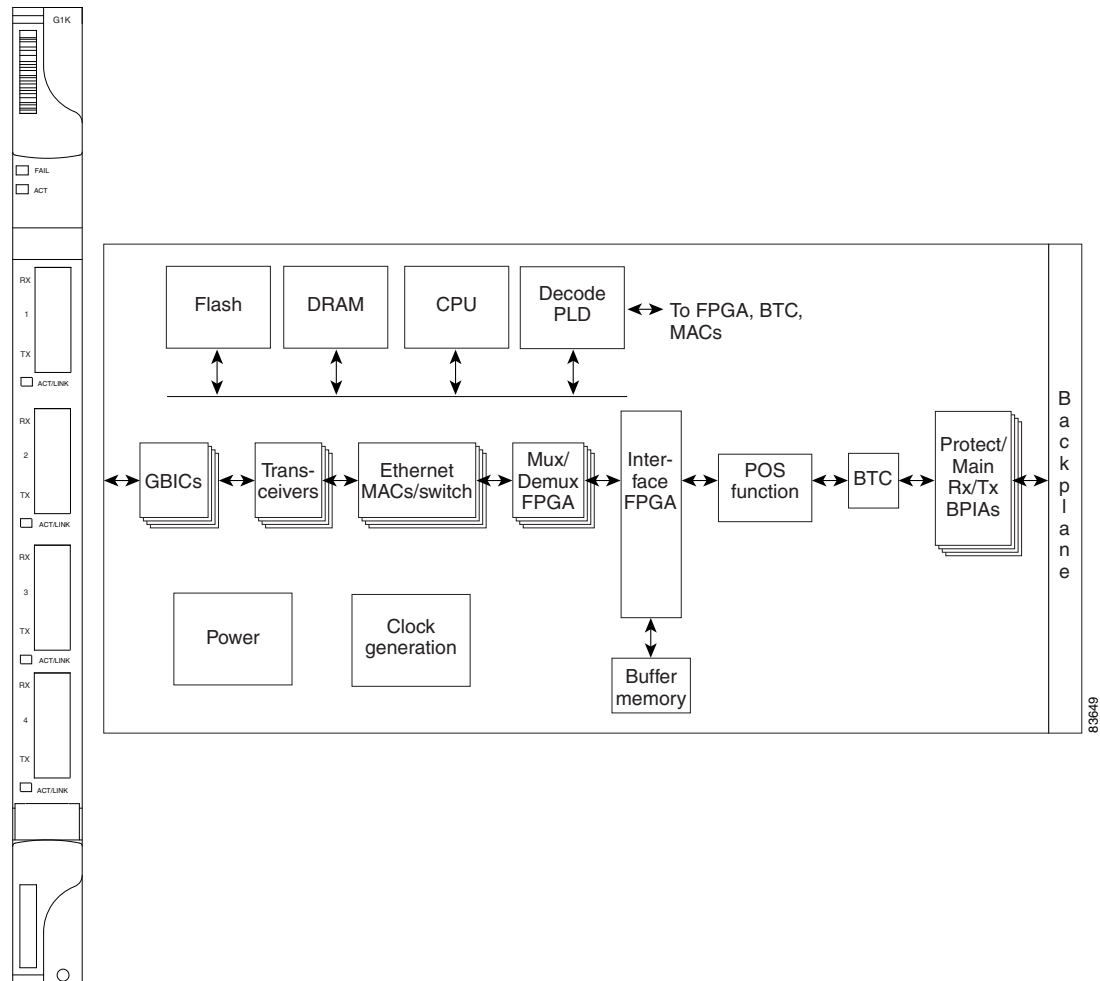 G1K
FAIL
ACT
RX
1
TX
ACT/LINK
RX
2
TX
ACT/LINK
RX
3
TX
ACT/LINK
RX
4
TX
ACT/LINK
Flash
DRAM
CPU
Decode
PLD
To FPGA, BTC,
MACs
GBICs
Trans-
ceivers
Ethernet
MACs/switch
Mux/
Demux
FPGA
Inter-
face
FPGA
POS
function
BTC
Protect/
Main
Rx/Tx
BPIAs
Backplane
Power
Clock
generation
Buffer
memory
83649